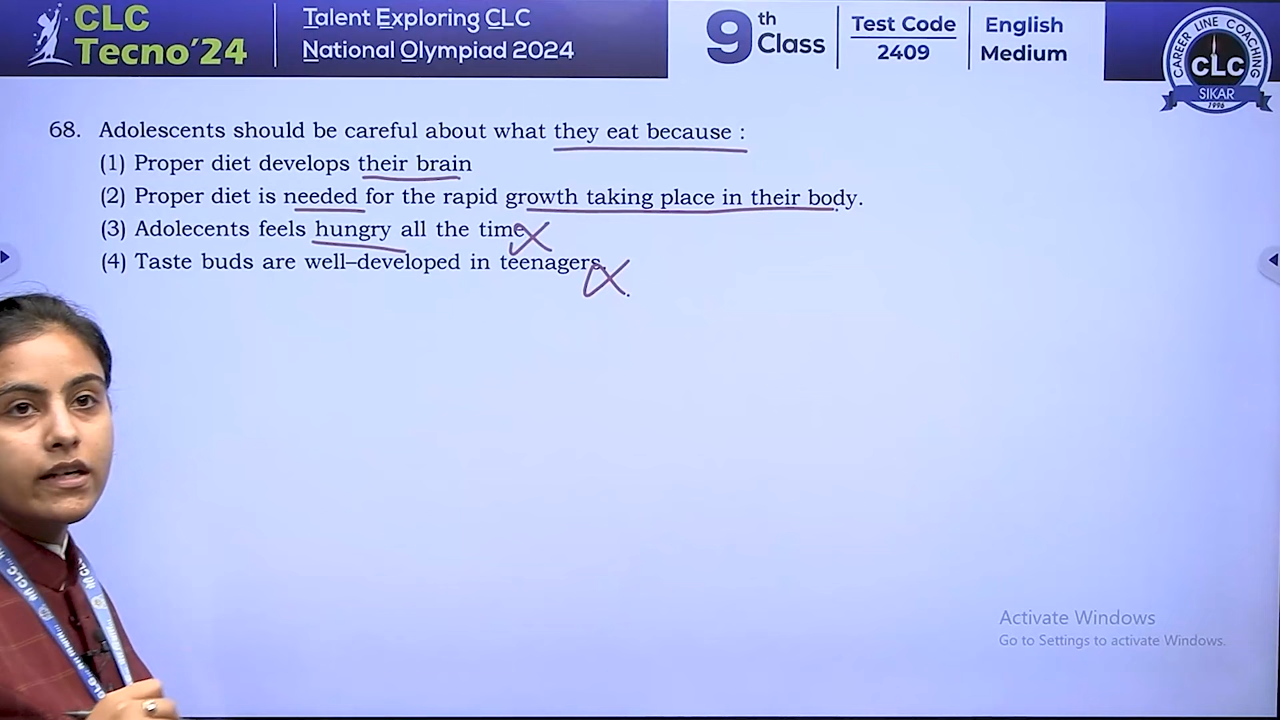 CLC
Tecno'24
Talent Exploring CLC
National Olympiad 2024
9th Class
Test Code
2409
English
Medium
CAREER LINE COACHING
CLC
SIKAR
1996
68. Adolescents should be careful about what they eat because :
(1) Proper diet develops their brain
(2) Proper diet is needed for the rapid growth taking place in their body.
(3) Adolecents feels hungry all the time
(4) Taste buds are well–developed in teenagers.
Activate Windows
Go to Settings to activate Windows.
CLC
CLC